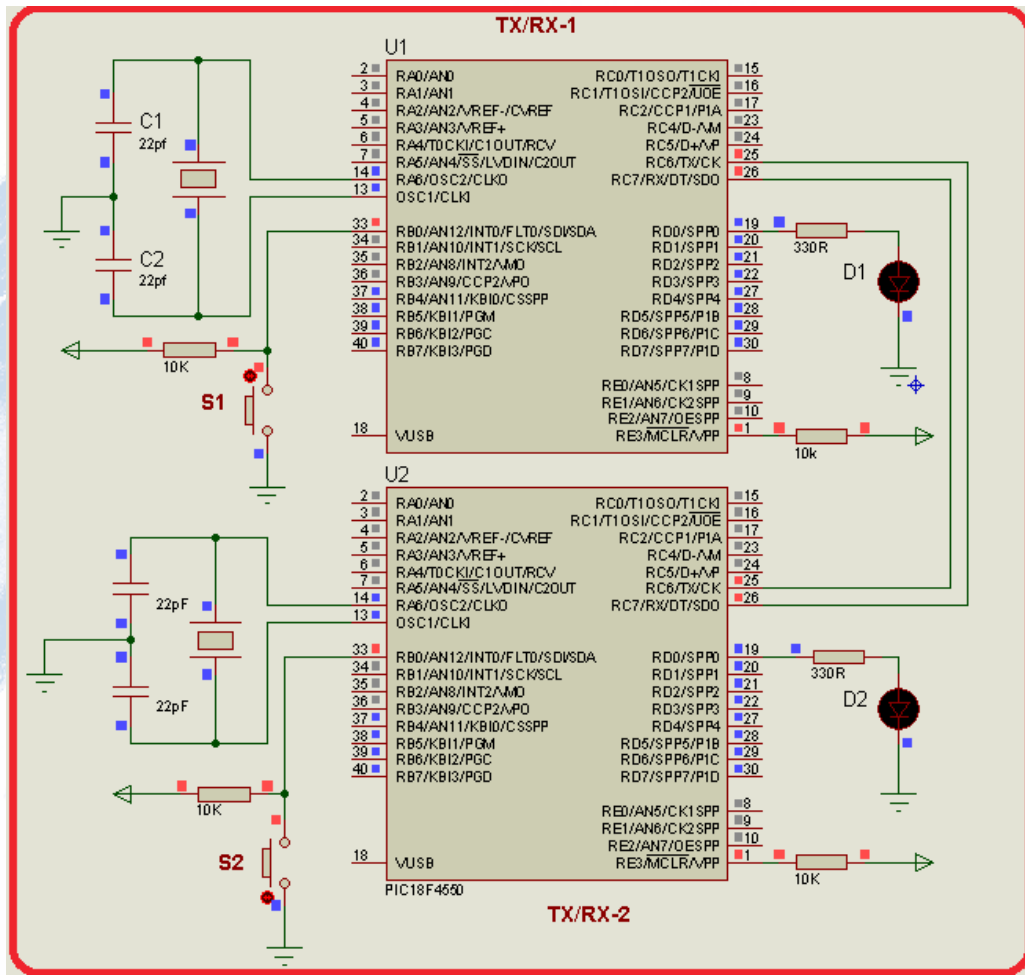 TX/RX-1
U1
C1
22pf
C2
22pf
10K
S1
2 RA0/AN0
3 RA1/AN1
4 RA2/AN2/VREF-/CVREF
5 RA3/AN3/VREF+
6 RA4/T0CKI/C1OUT/RCV
7 RA5/AN4/SS/LVDIN/C2OUT
14 RA6/OSC2/CLKO
13 OSC1/CLKI
33 RB0/AN12/INT0/FLT0/SDI/SDA
34 RB1/AN10/INT1/SCK/SCL
35 RB2/AN8/INT2/VMO
36 RB3/AN9/CCP2/VPO
37 RB4/AN11/KBI0/CSSPP
38 RB5/KBI1/PGM
39 RB6/KBI2/PGC
40 RB7/KBI3/PGD
18 VUSB
RC0/T1OSO/T1CKI 15
RC1/T1OSI/CCP2/UOE 16
RC2/CCP1/P1A 17
RC4/D-/VM 23
RC5/D+/VP 24
RC6/TX/CK 25
RC7/RX/DT/SDO 26
RD0/SPP0 19
RD1/SPP1 20
RD2/SPP2 21
RD3/SPP3 22
RD4/SPP4 27
RD5/SPP5/P1B 28
RD6/SPP6/P1C 29
RD7/SPP7/P1D 30
RE0/AN5/CK1SPP 8
RE1/AN6/CK2SPP 9
RE2/AN7/OESPP 10
RE3/MCLR/VPP 1
330R
D1
10k
U2
22pF
22pF
10K
S2
2 RA0/AN0
3 RA1/AN1
4 RA2/AN2/VREF-/CVREF
5 RA3/AN3/VREF+
6 RA4/T0CKI/C1OUT/RCV
7 RA5/AN4/SS/LVDIN/C2OUT
14 RA6/OSC2/CLKO
13 OSC1/CLKI
33 RB0/AN12/INT0/FLT0/SDI/SDA
34 RB1/AN10/INT1/SCK/SCL
35 RB2/AN8/INT2/VMO
36 RB3/AN9/CCP2/VPO
37 RB4/AN11/KBI0/CSSPP
38 RB5/KBI1/PGM
39 RB6/KBI2/PGC
40 RB7/KBI3/PGD
18 VUSB
RC0/T1OSO/T1CKI 15
RC1/T1OSI/CCP2/UOE 16
RC2/CCP1/P1A 17
RC4/D-/VM 23
RC5/D+/VP 24
RC6/TX/CK 25
RC7/RX/DT/SDO 26
RD0/SPP0 19
RD1/SPP1 20
RD2/SPP2 21
RD3/SPP3 22
RD4/SPP4 27
RD5/SPP5/P1B 28
RD6/SPP6/P1C 29
RD7/SPP7/P1D 30
RE0/AN5/CK1SPP 8
RE1/AN6/CK2SPP 9
RE2/AN7/OESPP 10
RE3/MCLR/VPP 1
330R
D2
10K
PIC18F4550
TX/RX-2